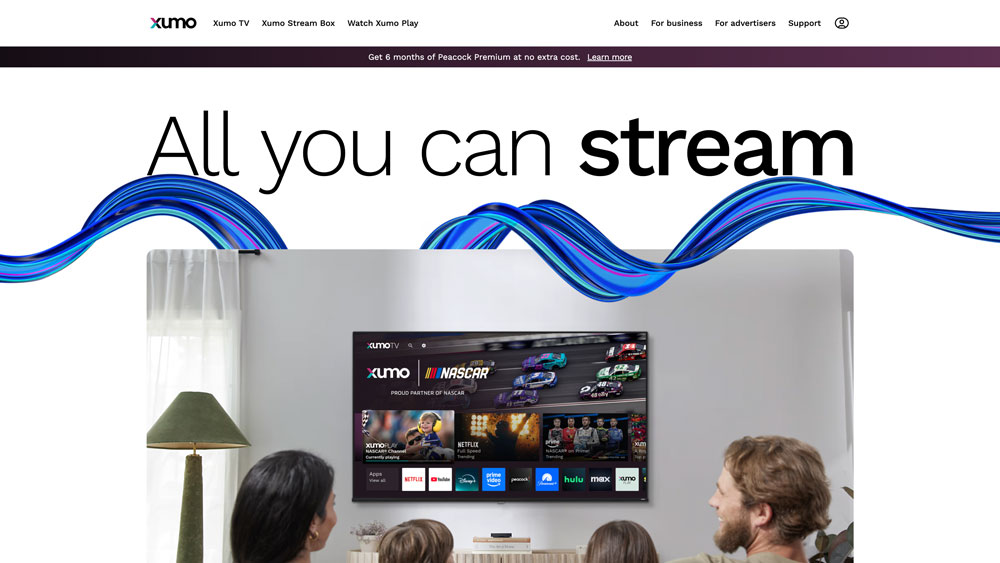 xumo
Xumo TV Xumo Stream Box Watch Xumo Play
About For business For advertisers Support
Get 6 months of Peacock Premium at no extra cost. Learn more
All you can stream
xumoTV
xumo NASCAR
PROUD PARTNER OF NASCAR
xumoPLAY
NASCAR® Channel
Currently playing
NETFLIX
Full Speed
Trending
prime
NASCAR® on Prime
Trending
Apps
View all
NETFLIX
YouTube
Disney+
prime video
peacock
Paramount+
hulu
max
xumo
PLAY